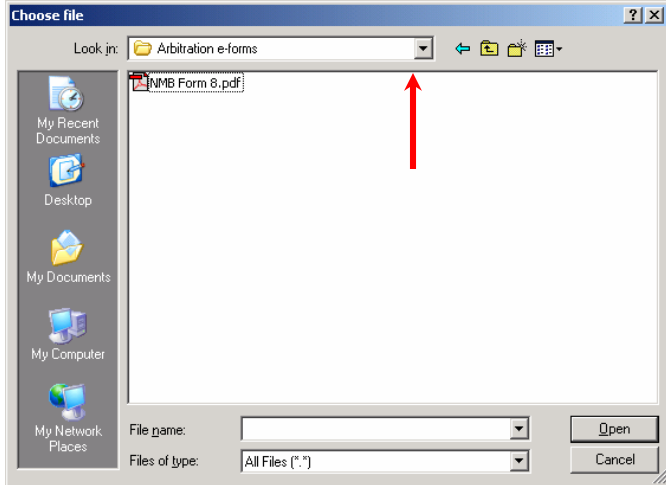 Choose file
Look in:
Arbitration e-forms
NMB Form 8.pdf
My Recent
Documents
Desktop
My Documents
My Computer
My Network
Places
File name:
Open
Files of type:
All Files (*.*)
Cancel